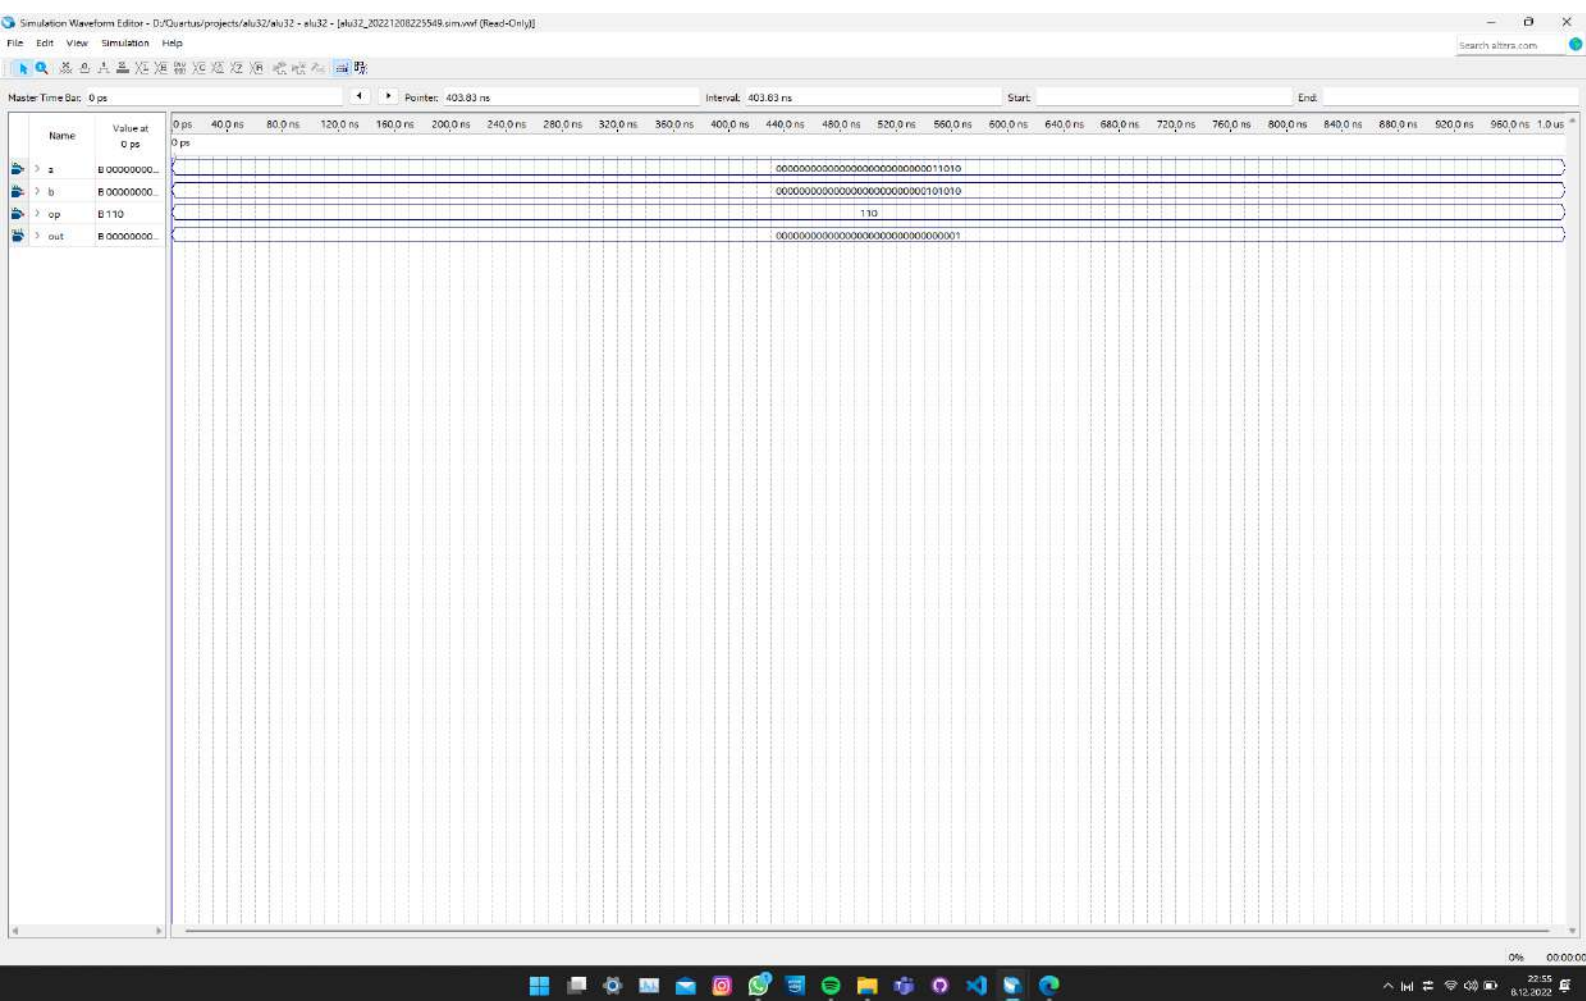 Simulation Waveform Editor - D:/Quartus/projects/alu32/alu32 - alu32 - [alu32_20221208225549.sim.vwf (Read-Only)]
File Edit View Simulation Help
Search altera.com
Master Time Bar: 0 ps Pointer: 403.83 ns Interval: 403.83 ns Start: End:
Name Value at 0 ps
0 ps 40.0 ns 80.0 ns 120.0 ns 160.0 ns 200.0 ns 240.0 ns 280.0 ns 320.0 ns 360.0 ns 400.0 ns 440.0 ns 480.0 ns 520.0 ns 560.0 ns 600.0 ns 640.0 ns 680.0 ns 720.0 ns 760.0 ns 800.0 ns 840.0 ns 880.0 ns 920.0 ns 960.0 ns 1.0 us
0 ps
a B 00000000... 00000000000000000000000000011010
b B 00000000... 00000000000000000000000000101010
op B 110 110
out B 00000000... 00000000000000000000000000000001
0% 00:00:00
22:55
8.12.2022